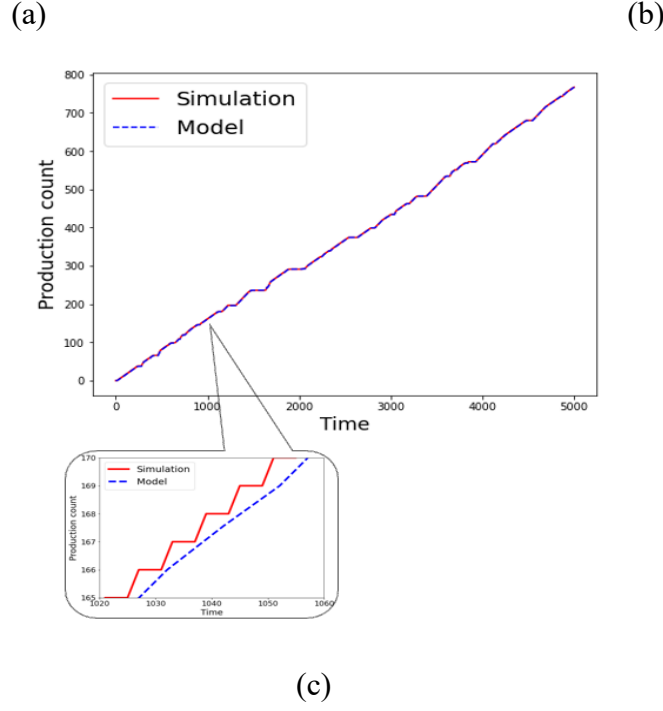 (a) (b)
800
700
600
500
400
300
200
100
0
Production count
Simulation
Model
0 1000 2000 3000 4000 5000
Time
170
169
168
167
166
165
Production count
Simulation
Model
1020 1030 1040 1050 1060
Time
(c)